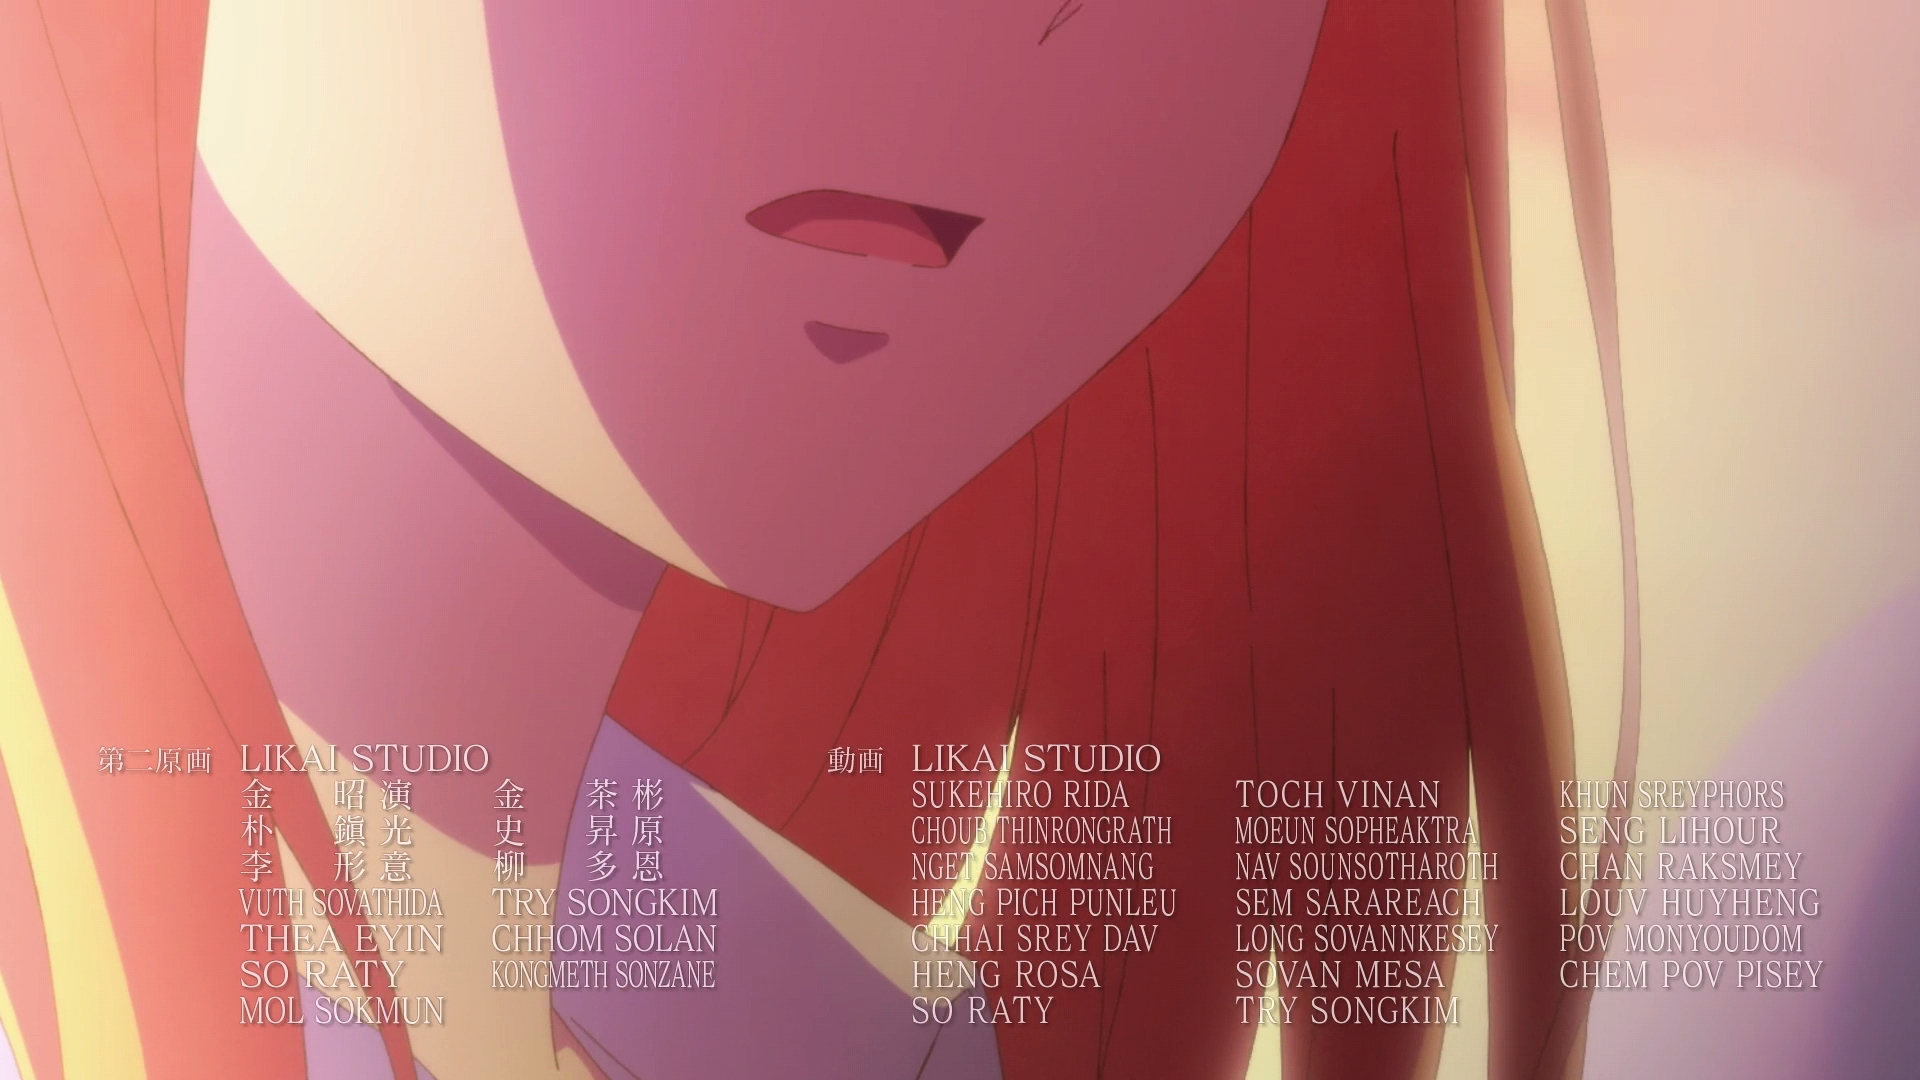 第二原画 LIKAI STUDIO
金 昭演 金 茶彬
朴 鎭光 史 昇原
李 形意 柳 多恩
VUTH SOVATHIDA TRY SONGKIM
THEA EYIN CHHOM SOLAN
SO RATY KONGMETH SONZANE
MOL SOKMUN
動画 LIKAI STUDIO
SUKEHIRO RIDA TOCH VINAN KHUN SREYPHORS
CHOUB THINRONGRATH MOEUN SOPHEAKTRA SENG LIHOUR
NGET SAMSOMNANG NAV SOUNSOTHAROTH CHAN RAKSMEY
HENG PICH PUNLEU SEM SARAREACH LOUV HUYHENG
CHHAI SREY DAV LONG SOVANNKESEY POV MONYOUDOM
HENG ROSA SOVAN MESA CHEM POV PISEY
SO RATY TRY SONGKIM